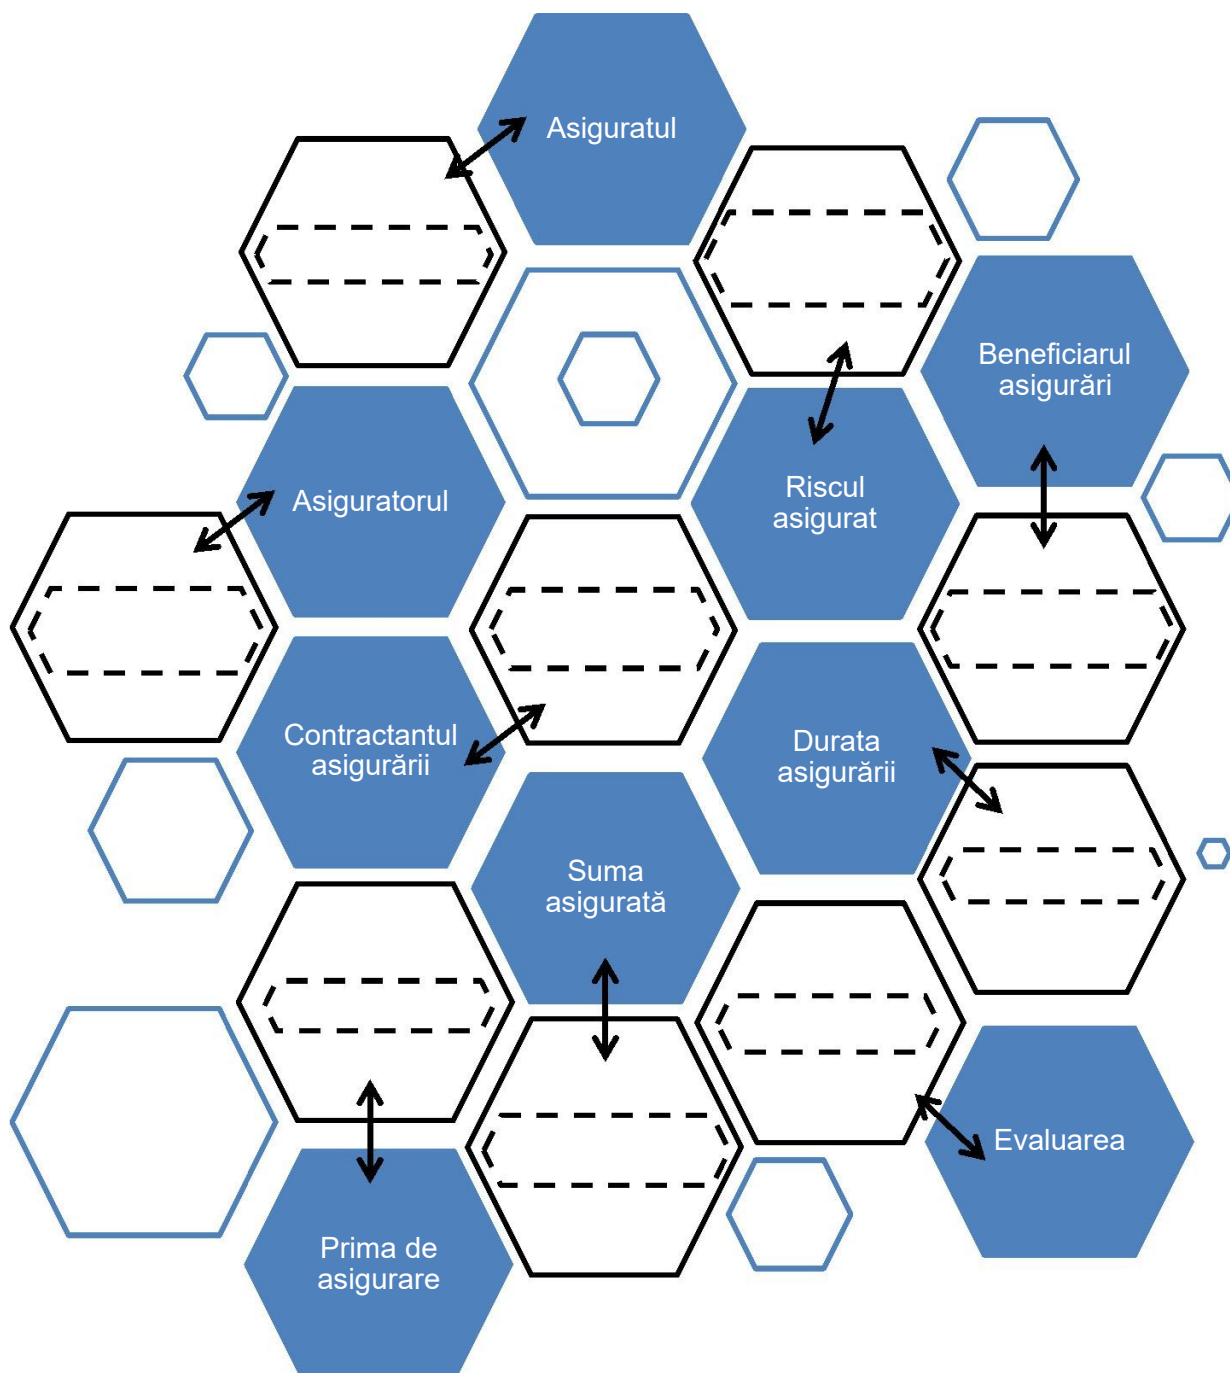 Asiguratul
Beneficiarul
asigurări
Asiguratorul
Riscul
asigurat
Contractantul
asigurării
Durata
asigurării
Suma
asigurată
Evaluarea
Prima de
asigurare